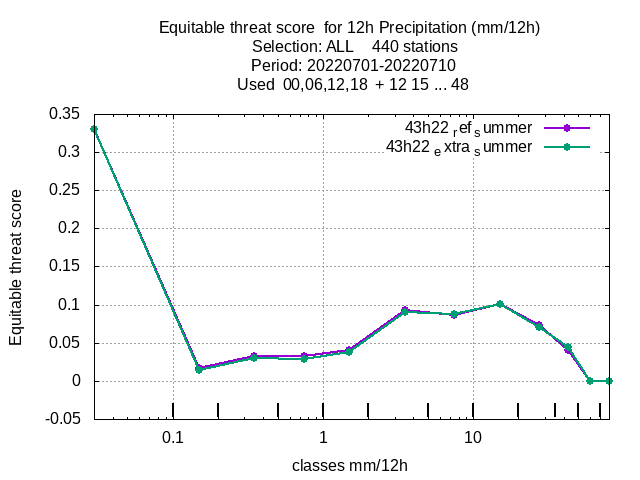 Equitable threat score for 12h Precipitation (mm/12h)
Selection: ALL 440 stations
Period: 20220701-20220710
Used 00,06,12,18 + 12 15 ... 48
43h22 ref summer
43h22 extra summer
0.35
0.3
0.25
0.2
0.15
0.1
0.05
0
-0.05
Equitable threat score
0.1 1 10
classes mm/12h